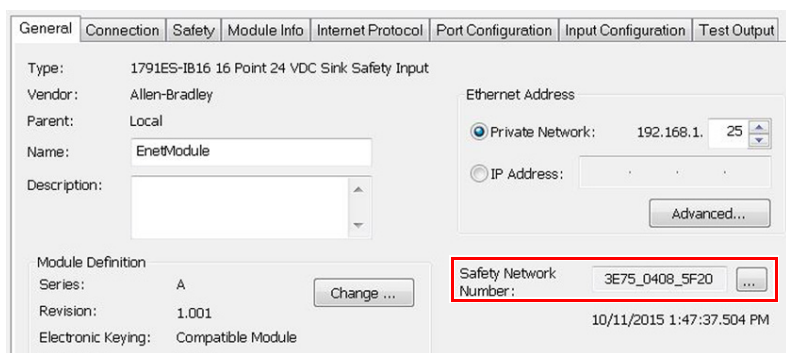 General Connection Safety Module Info Internet Protocol Port Configuration Input Configuration Test Output
Type: 1791ES-IB16 16 Point 24 VDC Sink Safety Input
Vendor: Allen-Bradley
Parent: Local
Name: EnetModule
Description:
Ethernet Address
Private Network: 192.168.1. 25
IP Address: . . .
Advanced...
Module Definition
Series: A
Change ...
Revision: 1.001
Electronic Keying: Compatible Module
Safety Network
Number: 3E75_0408_5F20 ...
10/11/2015 1:47:37.504 PM